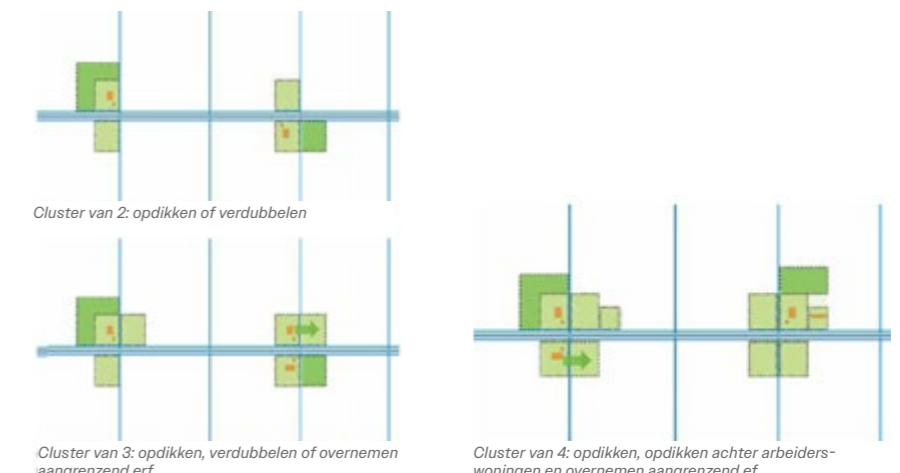 Cluster van 2: opdikken of verdubbelen
Cluster van 3: opdikken, verdubbelen of overnemen
aangrenzend erf
Cluster van 4: opdikken, opdikken achter arbeiders-
woningen en overnemen aangrenzend ef